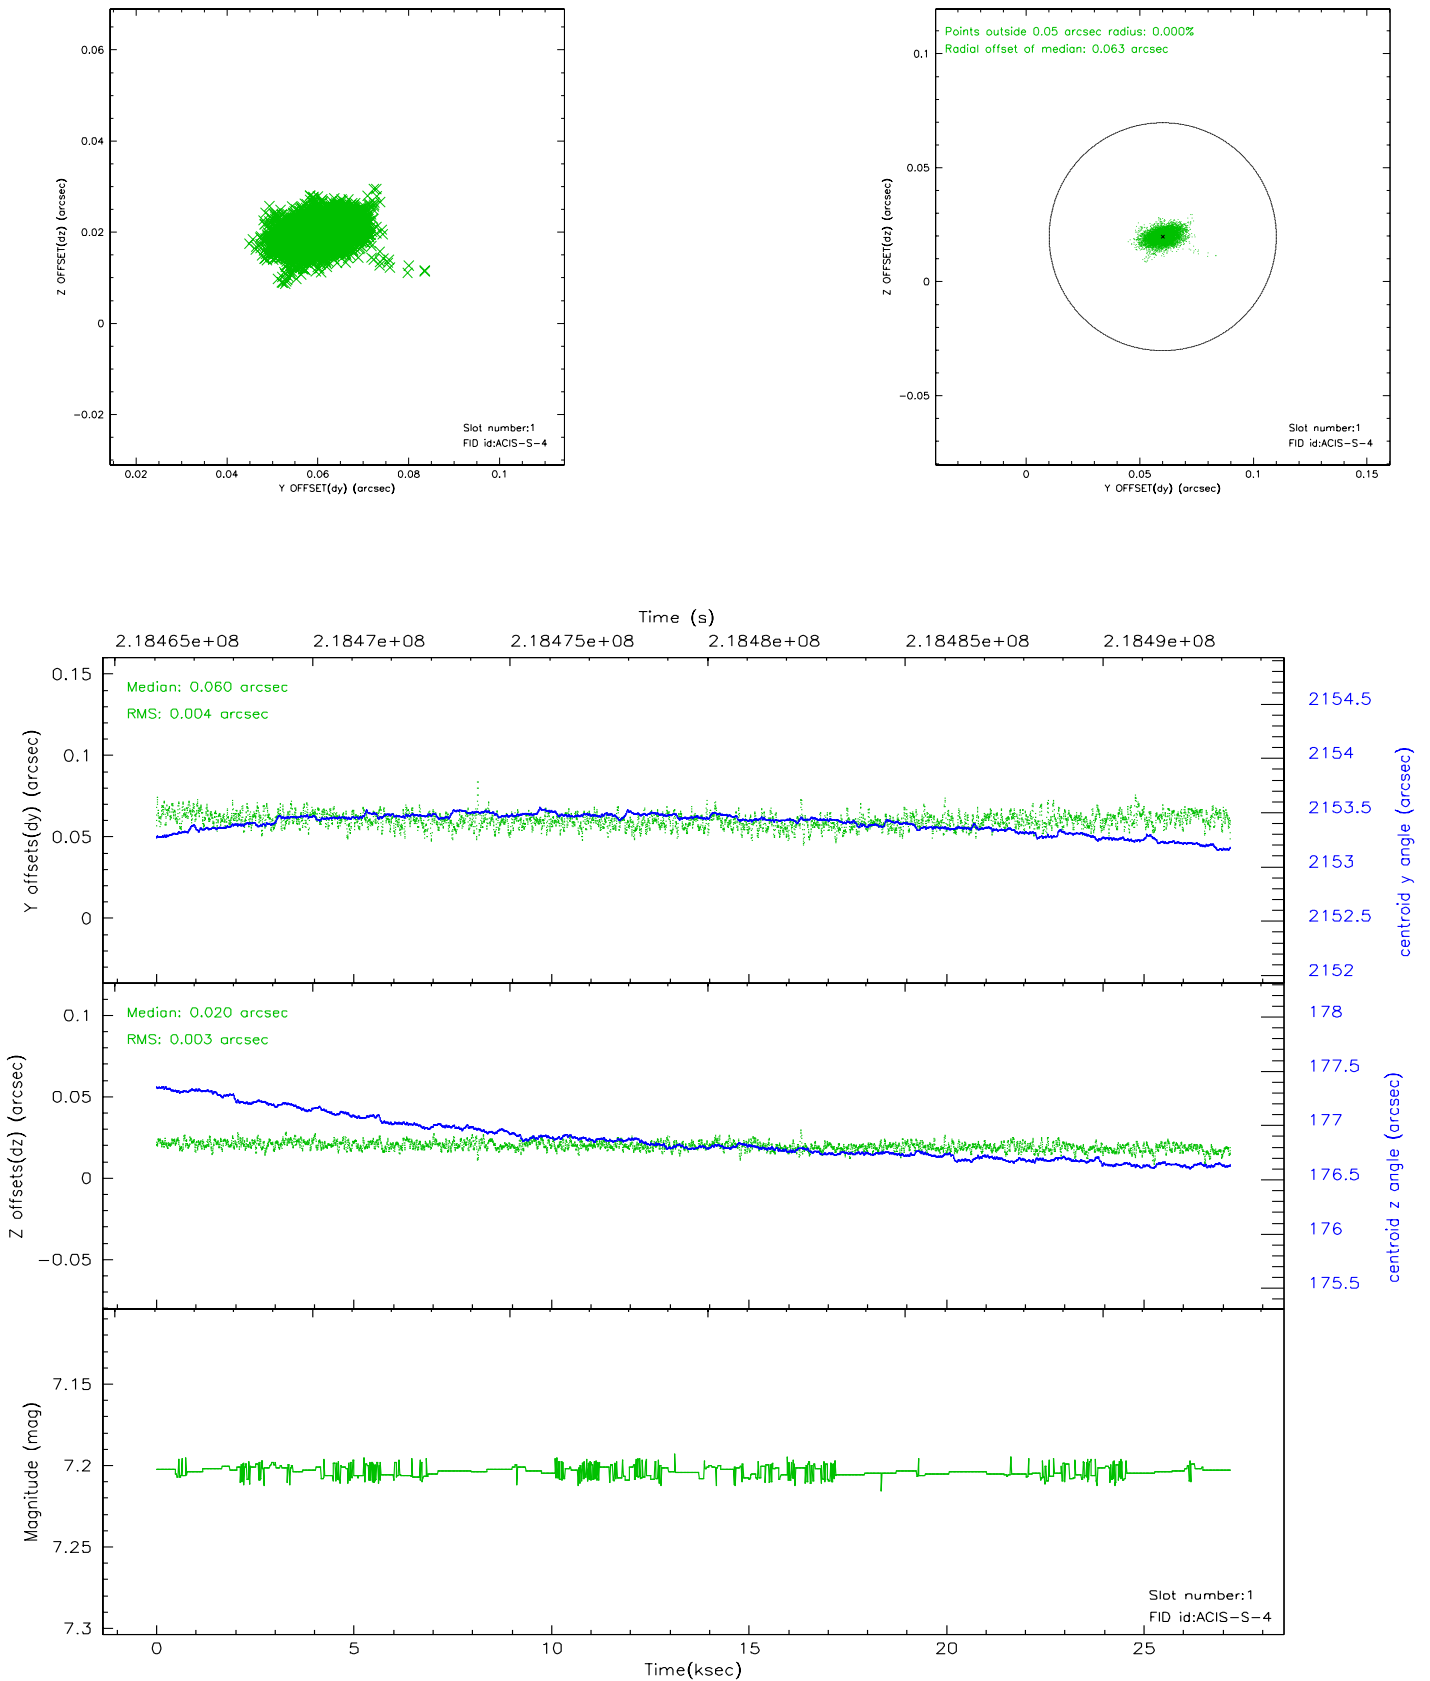 0.06
0.04
0.02
0
−0.02
Z OFFSET(dz) (arcsec)
Slot number:1
FID id:ACIS−S−4
0.02 0.04 0.06 0.08 0.1
Y OFFSET(dy) (arcsec)
Points outside 0.05 arcsec radius: 0.000%
Radial offset of median: 0.063 arcsec
0.1
0.05
0
−0.05
Z OFFSET(dz) (arcsec)
Slot number:1
FID id:ACIS−S−4
0 0.05 0.1 0.15
Y OFFSET(dy) (arcsec)
Time (s)
2.18465e+08 2.1847e+08 2.18475e+08 2.1848e+08 2.18485e+08 2.1849e+08
Median: 0.060 arcsec
RMS: 0.004 arcsec
0.15
0.1
0.05
0
Y offsets(dy) (arcsec)
2154.5
2154
2153.5
2153
2152.5
2152
centroid y angle (arcsec)
Median: 0.020 arcsec
RMS: 0.003 arcsec
0.1
0.05
0
−0.05
Z offsets(dz) (arcsec)
178
177.5
177
176.5
176
175.5
centroid z angle (arcsec)
7.15
7.2
7.25
7.3
Magnitude (mag)
Slot number:1
FID id:ACIS−S−4
0 5 10 15 20 25
Time(ksec)